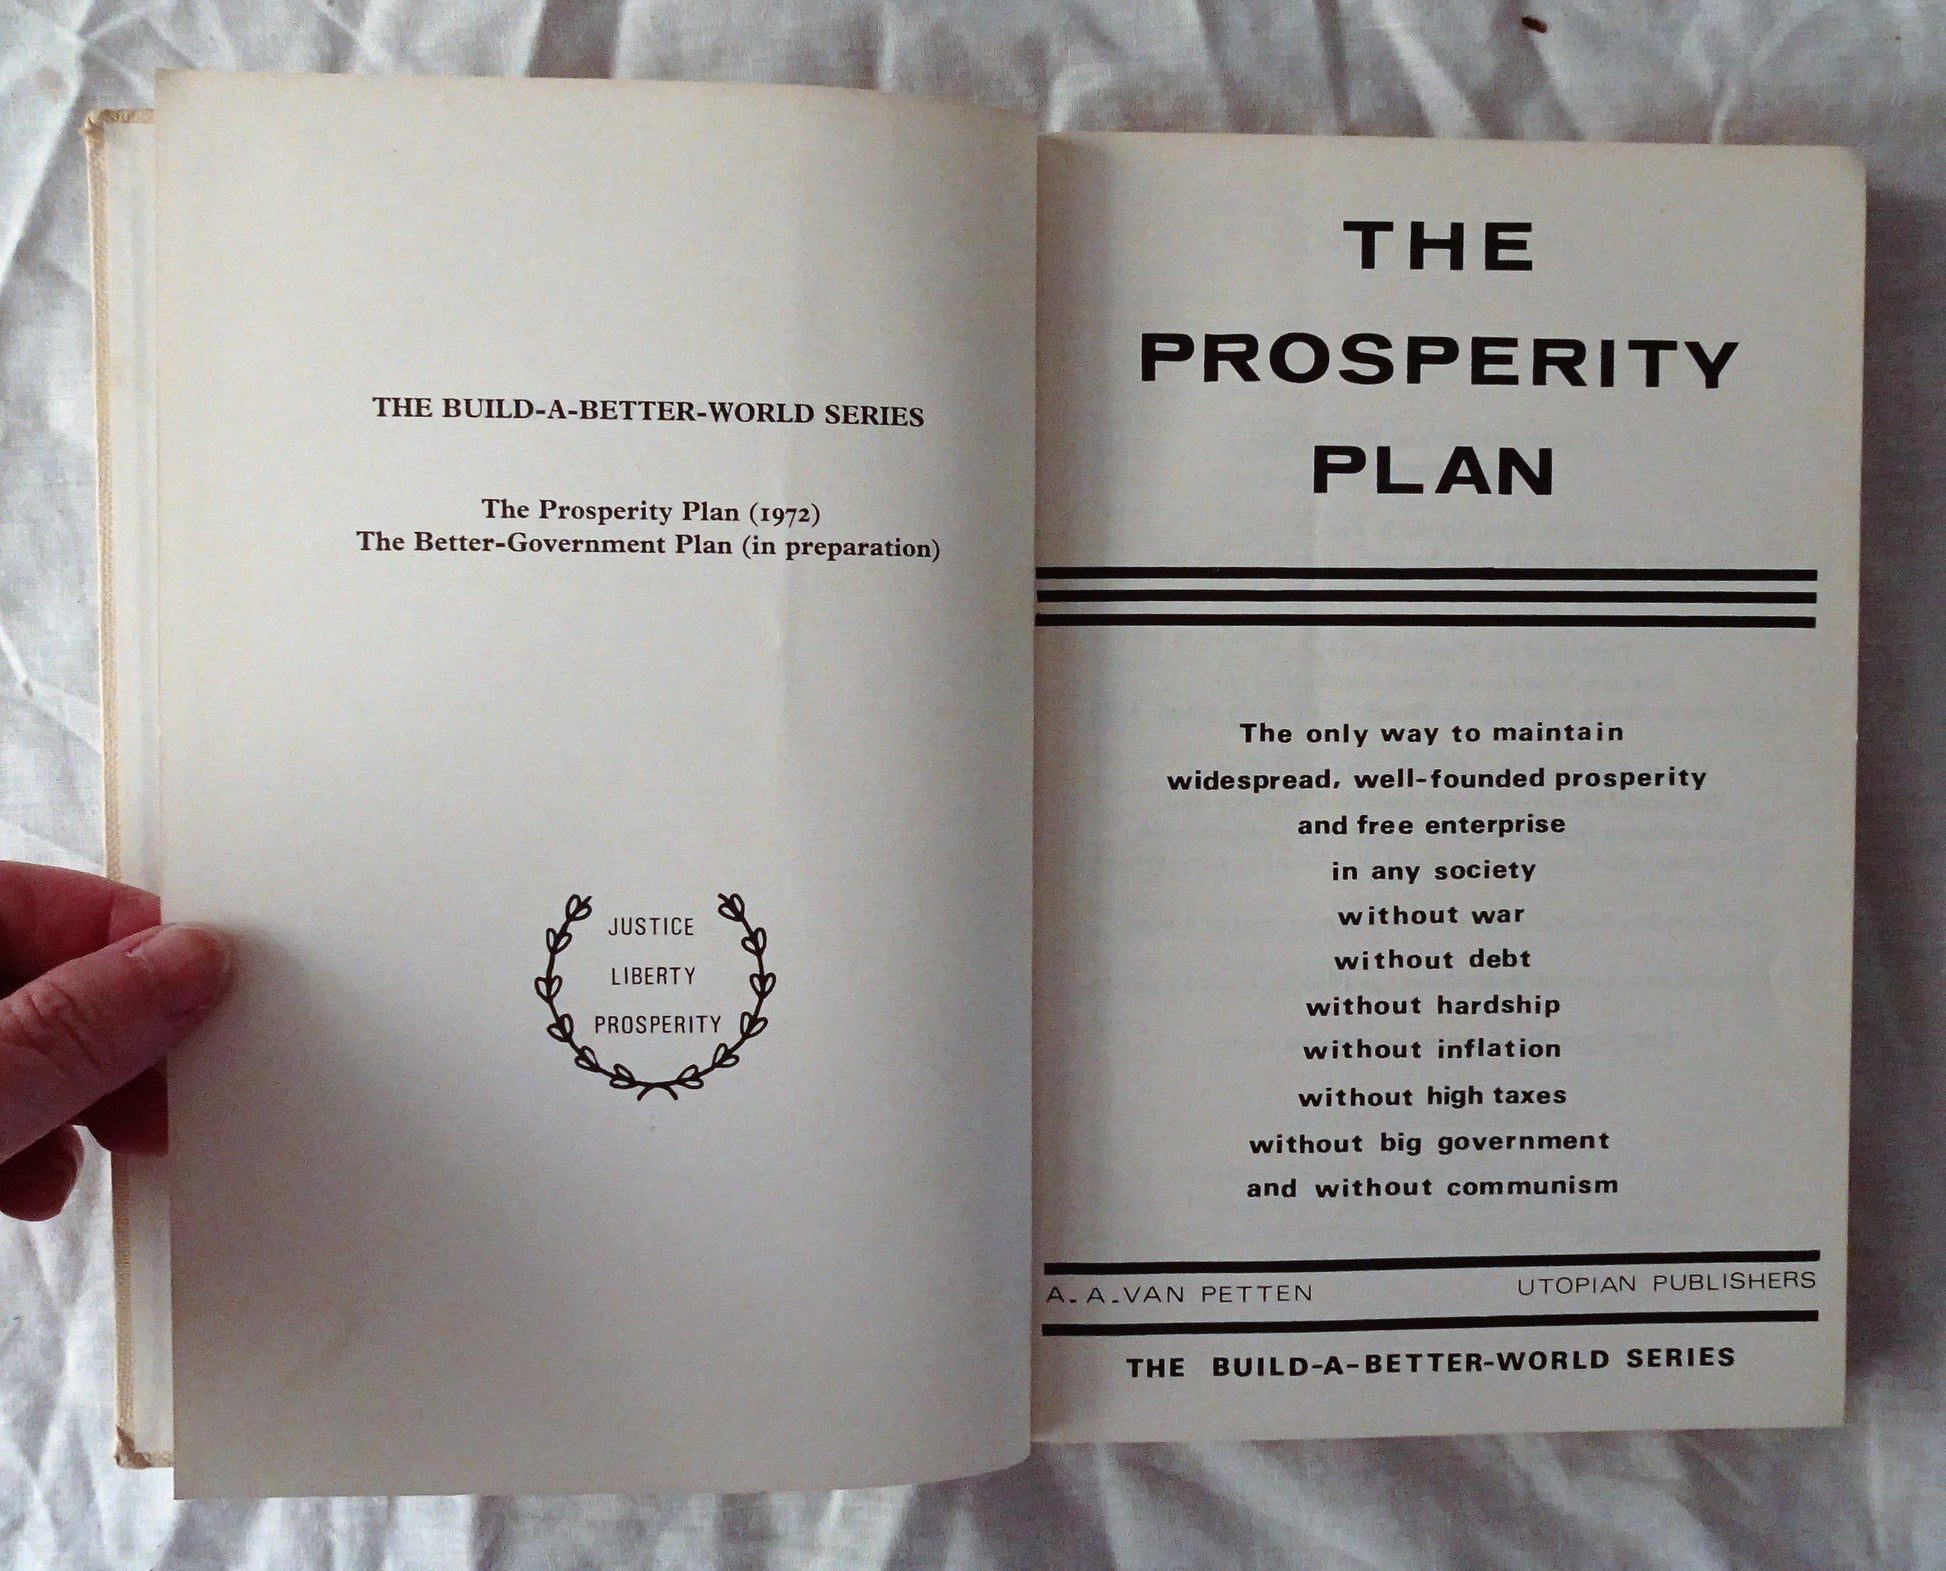 THE BUILD-A-BETTER-WORLD SERIES
The Prosperity Plan (1972)
The Better-Government Plan (in preparation)
JUSTICE
LIBERTY
PROSPERITY
THE
PROSPERITY
PLAN
The only way to maintain
widespread, well-founded prosperity
and free enterprise
in any society
without war
without debt
without hardship
without inflation
without high taxes
without big government
and without communism
A. A. VAN PETTEN UTOPIAN PUBLISHERS
THE BUILD-A-BETTER-WORLD SERIES